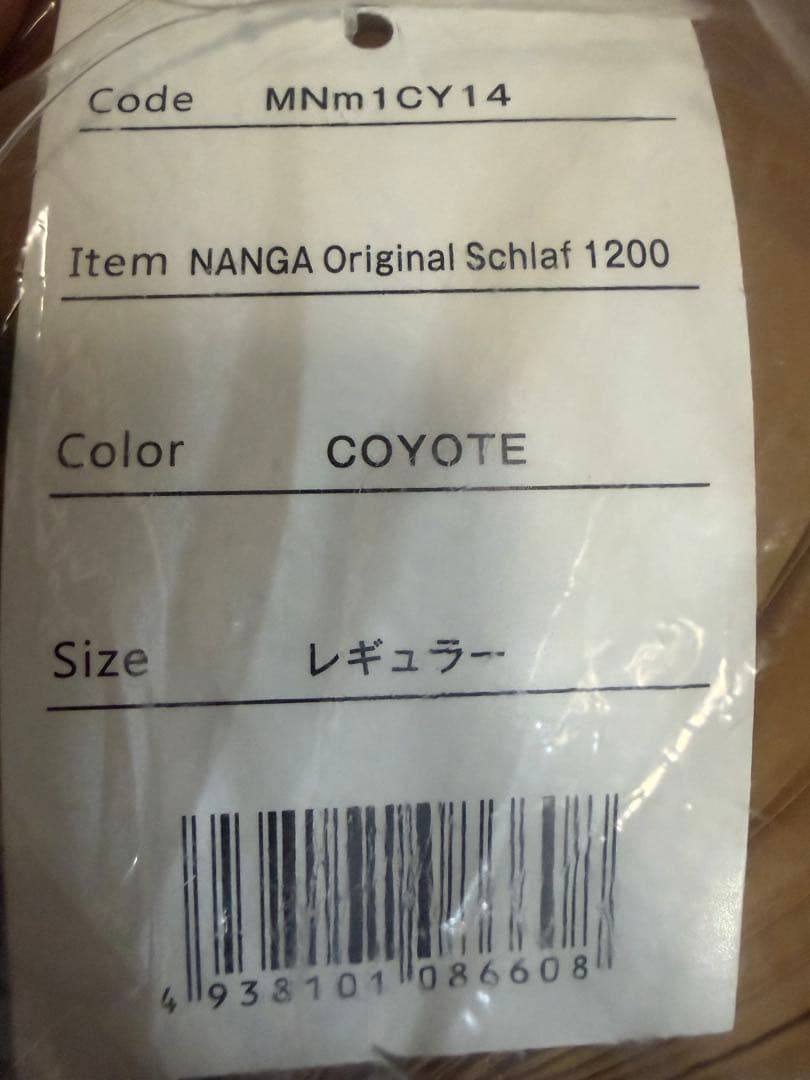 Code MNm1CY14
Item NANGA Original Schlaf 1200
Color COYOTE
Size レギュラー
4938101086608